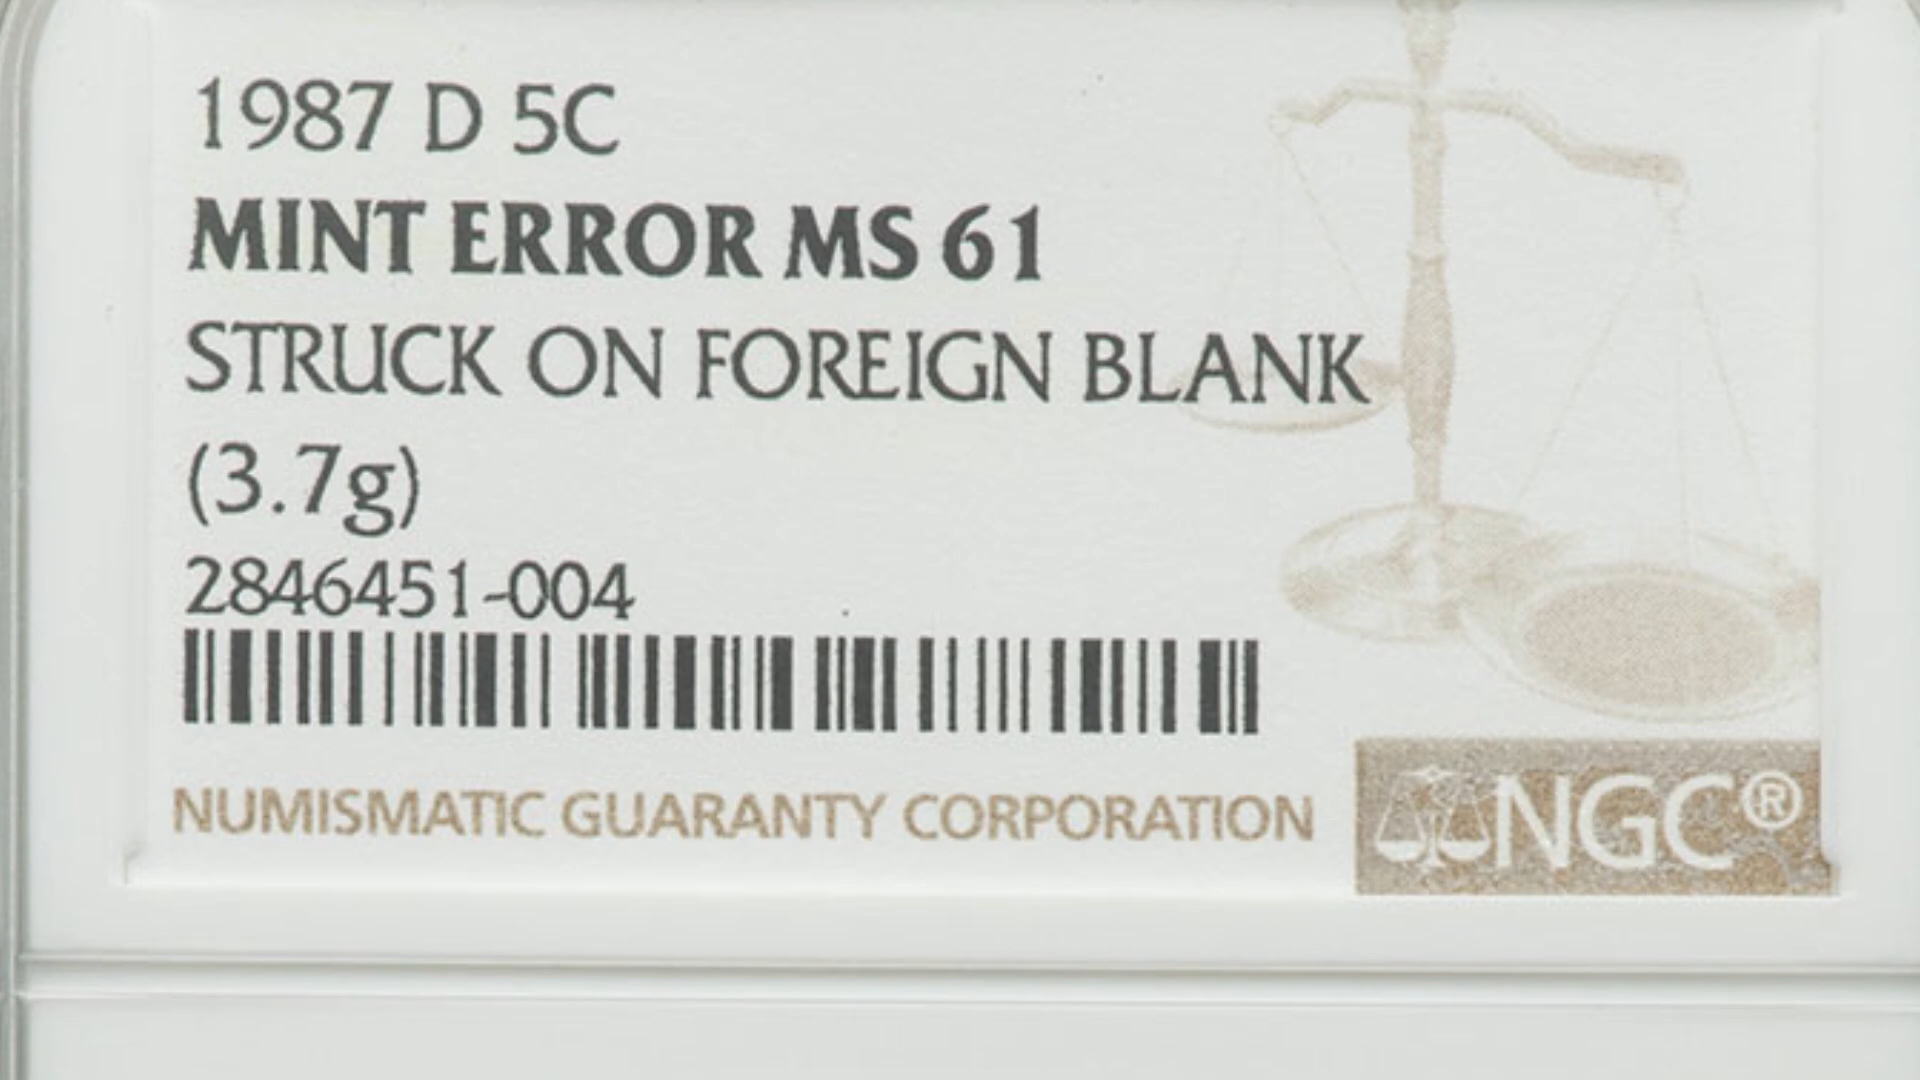 1987 D 5C
MINT ERROR MS 61
STRUCK ON FOREIGN BLANK
(3.7g)
2846451-004
NUMISMATIC GUARANTY CORPORATION
NGC®